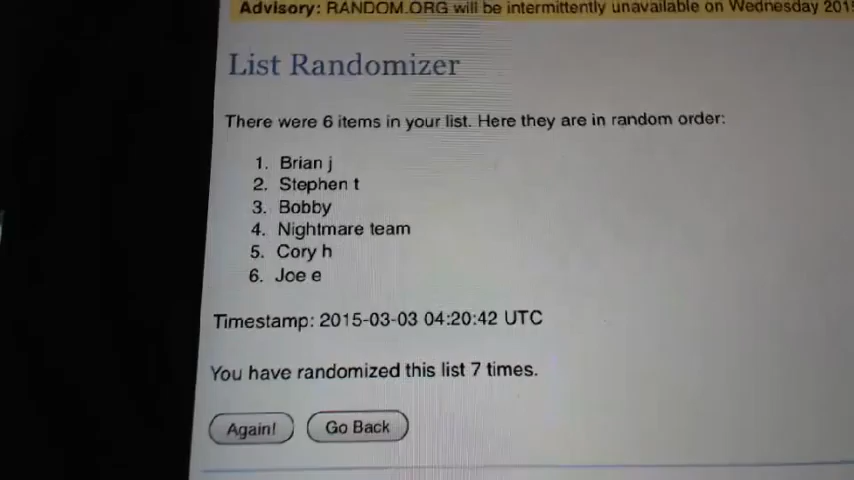 Advisory: RANDOM.ORG will be intermittently unavailable on Wednesday 201
List Randomizer
There were 6 items in your list. Here they are in random order:
1. Brian j
2. Stephen t
3. Bobby
4. Nightmare team
5. Cory h
6. Joe e
Timestamp: 2015-03-03 04:20:42 UTC
You have randomized this list 7 times.
Again!
Go Back